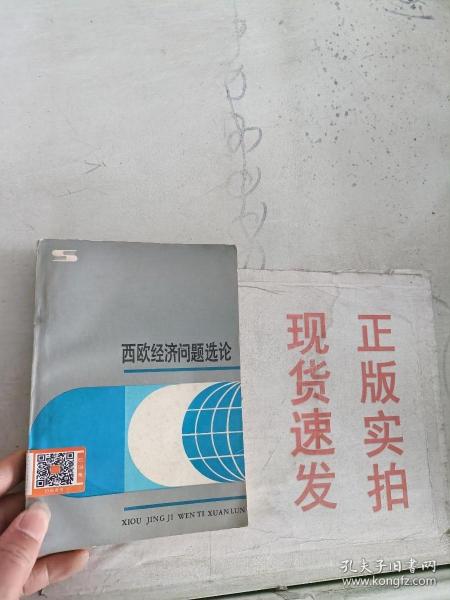 西欧经济问题选论
XIOU JING JI WEN TI XUAN LUN
正版实拍
现货速发
孔夫子旧书网
www.kongfz.com